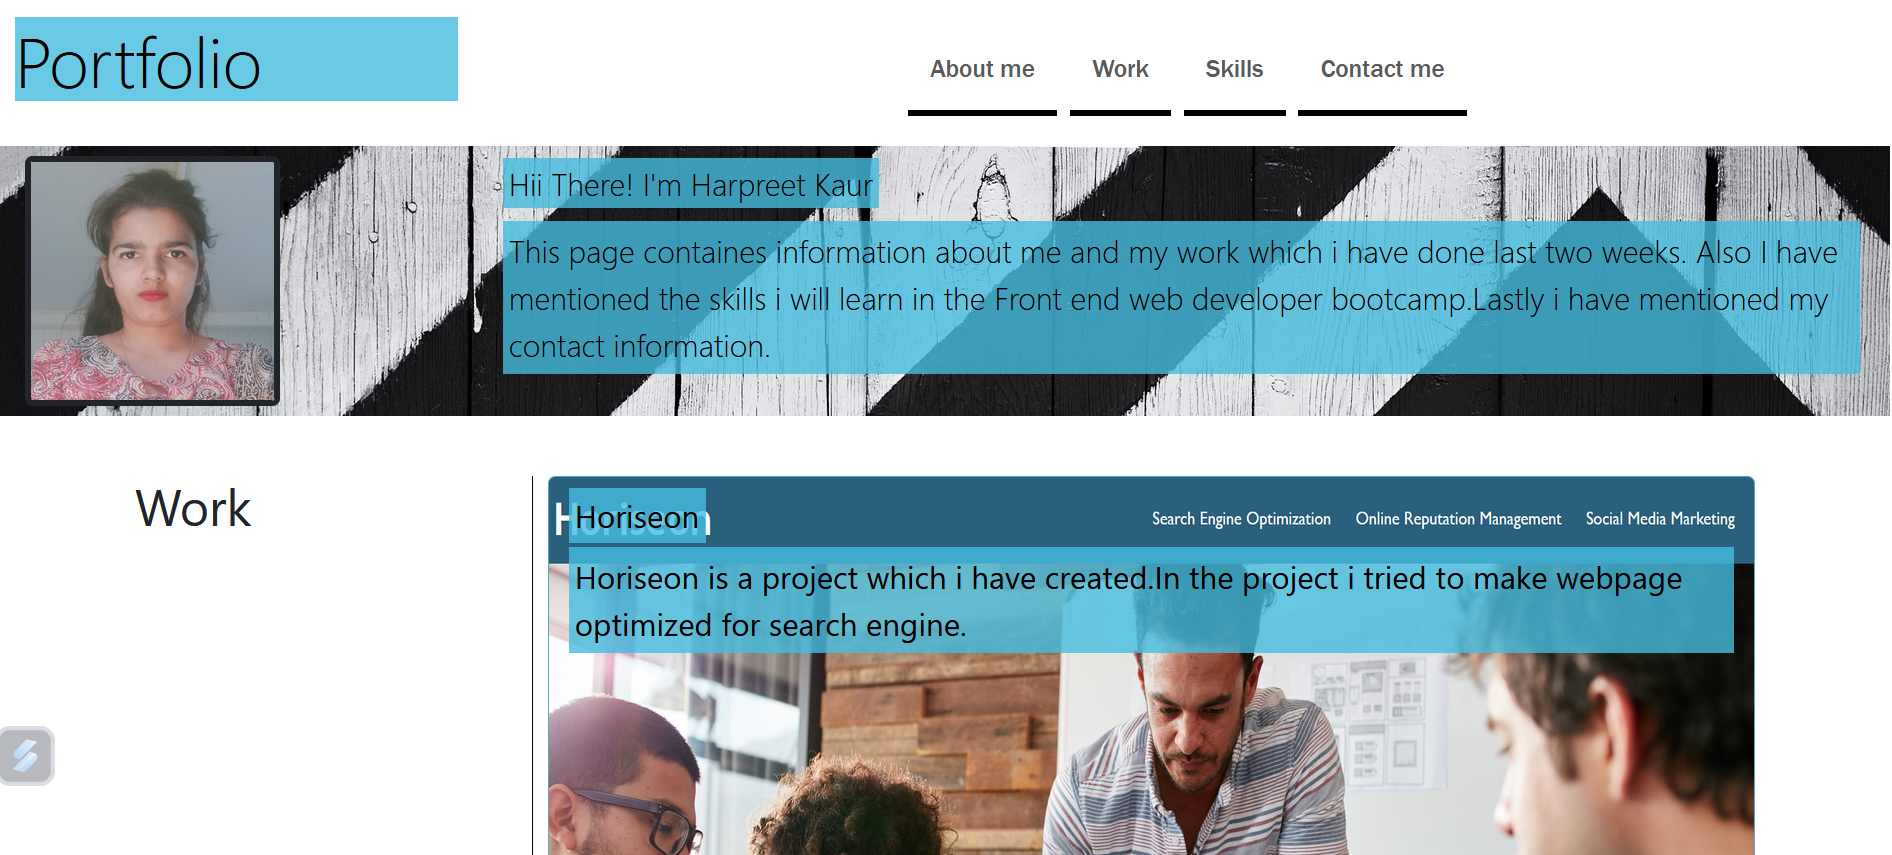 Portfolio
About me Work Skills Contact me
Hii There! I'm Harpreet Kaur
This page containes information about me and my work which i have done last two weeks. Also I have
mentioned the skills i will learn in the Front end web developer bootcamp.Lastly i have mentioned my
contact information.
Work
Horiseon
Horiseon
Search Engine Optimization Online Reputation Management Social Media Marketing
Horiseon is a project which i have created.In the project i tried to make webpage
optimized for search engine.